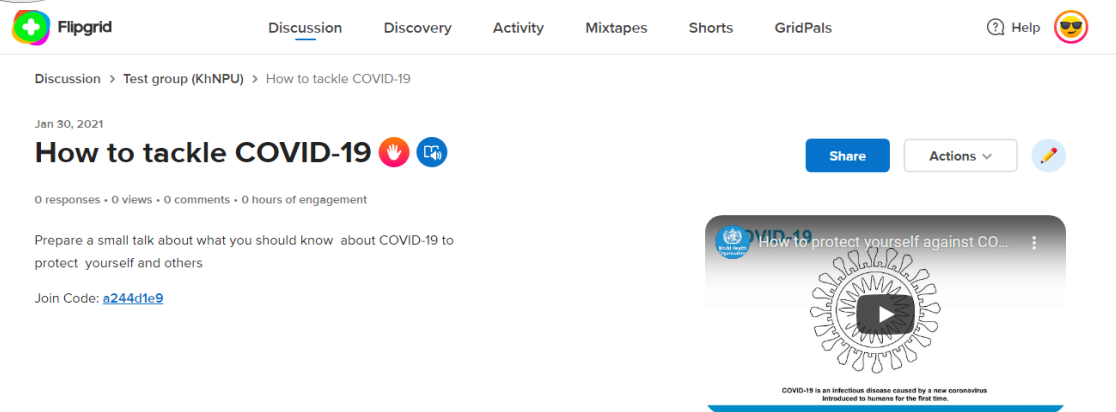 Flipgrid
Discussion Discovery Activity Mixtapes Shorts GridPals
Help
Discussion > Test group (KhNPU) > How to tackle COVID-19
Jan 30, 2021
How to tackle COVID-19
Share Actions
0 responses • 0 views • 0 comments • 0 hours of engagement
Prepare a small talk about what you should know about COVID-19 to
protect yourself and others
Join Code: a244d1e9
World Health
Organization
How to protect yourself against CO...
COVID-19 is an infectious disease caused by a new coronavirus
introduced to humans for the first time.